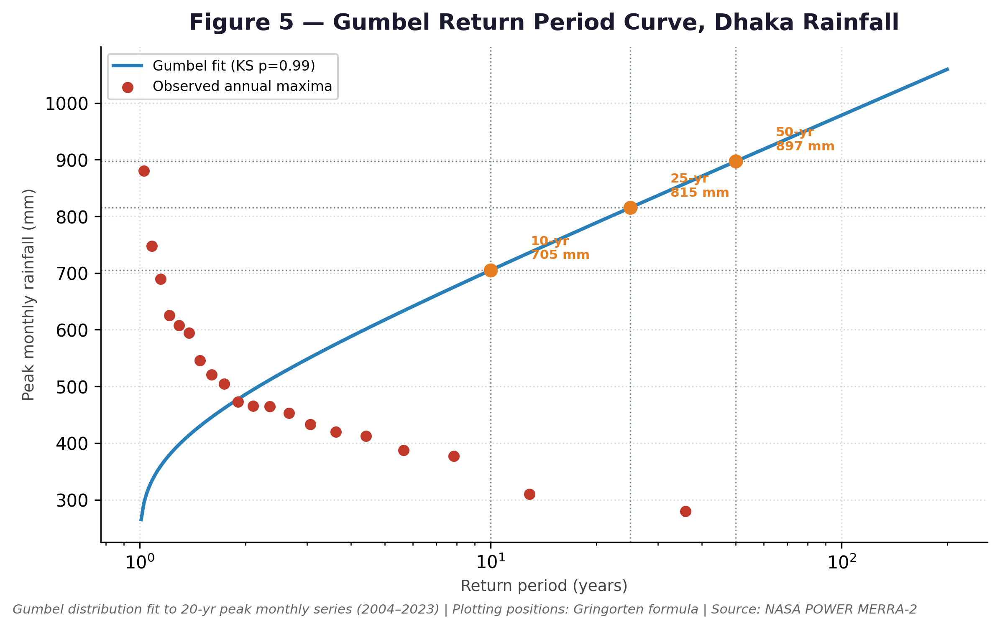 Figure 5 — Gumbel Return Period Curve, Dhaka Rainfall
Gumbel fit (KS p=0.99)
Observed annual maxima
1000
900
800
700
600
500
400
300
Peak monthly rainfall (mm)
50-yr
897 mm
25-yr
815 mm
10-yr
705 mm
10⁰
10¹
10²
Return period (years)
Gumbel distribution fit to 20-yr peak monthly series (2004–2023) | Plotting positions: Gringorten formula | Source: NASA POWER MERRA-2